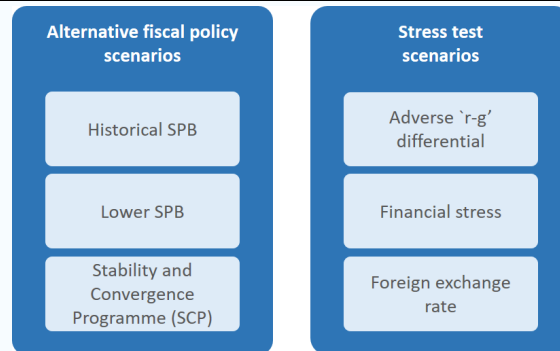 Alternative fiscal policy
scenarios
Historical SPB
Lower SPB
Stability and
Convergence
Programme (SCP)
Stress test
scenarios
Adverse `r-g’
differential
Financial stress
Foreign exchange
rate